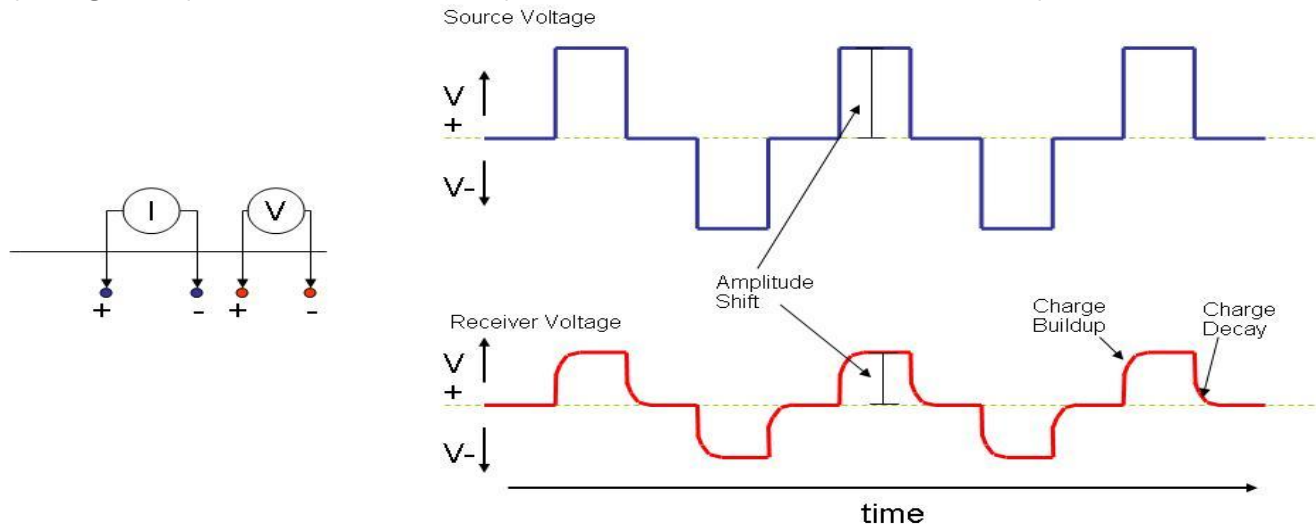 Source Voltage
V
+
V-
I
V
+
-
+
-
Amplitude
Shift
Receiver Voltage
Charge
Buildup
Charge
Decay
V
+
V-
time